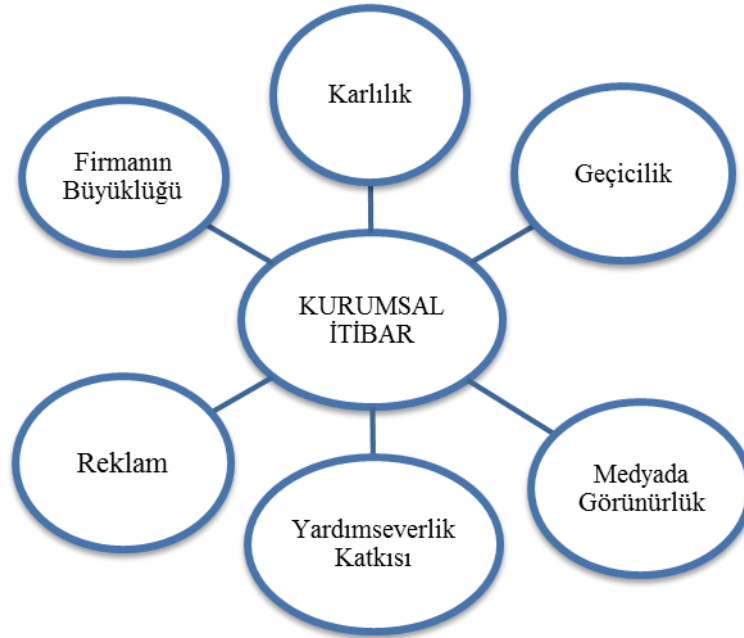 Karlılık
Firmanın
Büyüklüğü
Geçicilik
KURUMSAL
İTİBAR
Reklam
Medyada
Görünürlük
Yardımseverlik
Katkısı